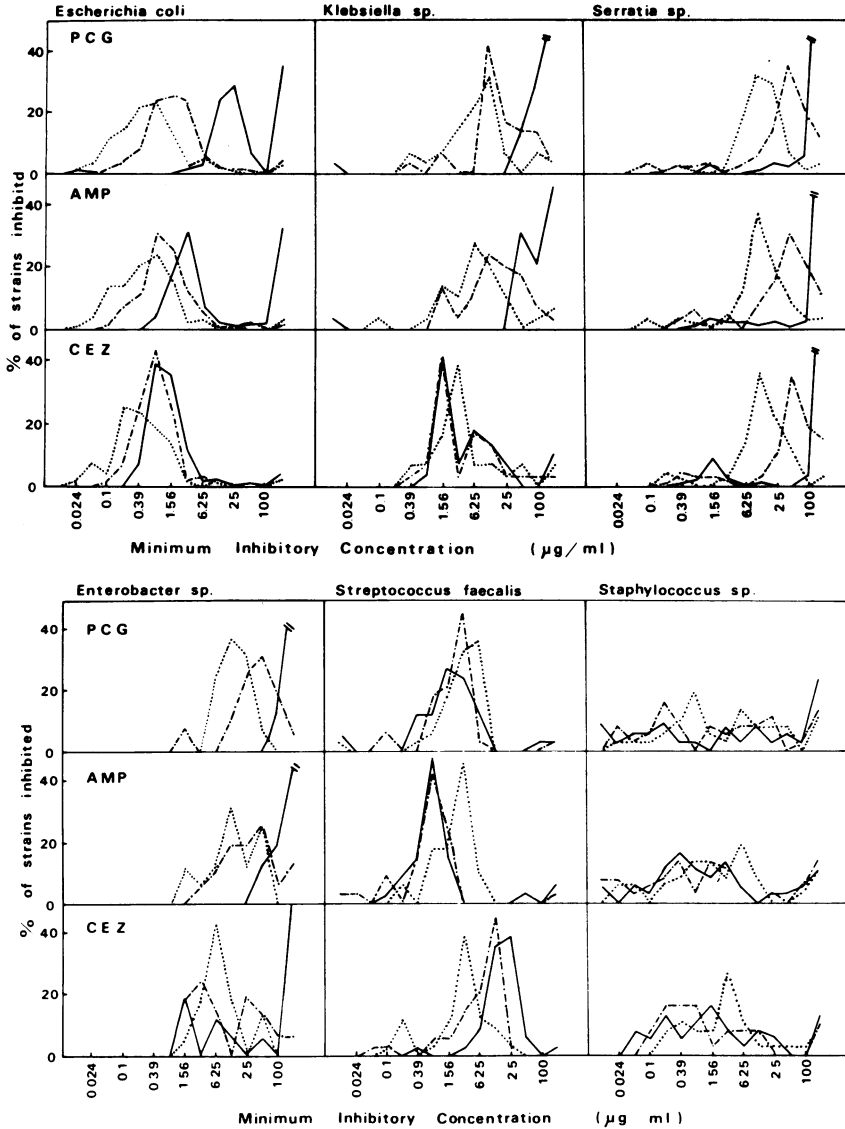 Escherichia coli Klebsiella sp. Serratia sp.
PCG
40
20
0
AMP
40
20
0
CEZ
40
20
0
% of strains inhibitd
0.024 0.1 0.39 1.56 6.25 25 100 0.024 0.1 0.39 1.56 6.25 25 100 0.024 0.1 0.39 1.56 6.25 25 100
Minimum Inhibitory Concentration (µg/ml)
Enterobacter sp. Streptococcus faecalis Staphylococcus sp.
PCG
40
20
0
AMP
40
20
0
CEZ
40
20
0
% of strains inhibited
0.024 0.1 0.39 1.56 6.25 25 100 0.024 0.1 0.39 1.56 6.25 25 100 0.024 0.1 0.39 1.56 6.25 25 100
Minimum Inhibitory Concentration (µg ml)